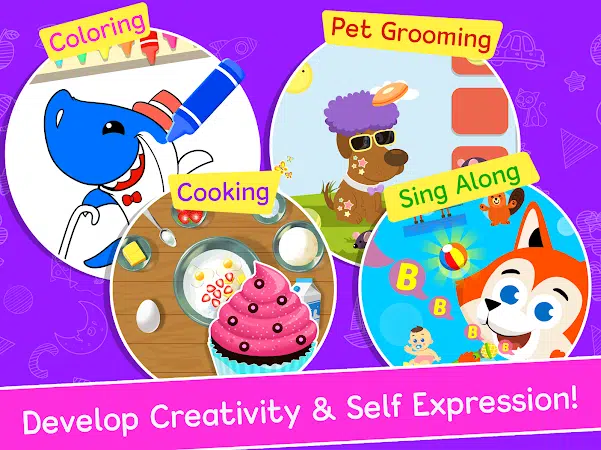 Coloring
Pet Grooming
Cooking
Sing Along
B
B
B
B
Develop Creativity & Self Expression!